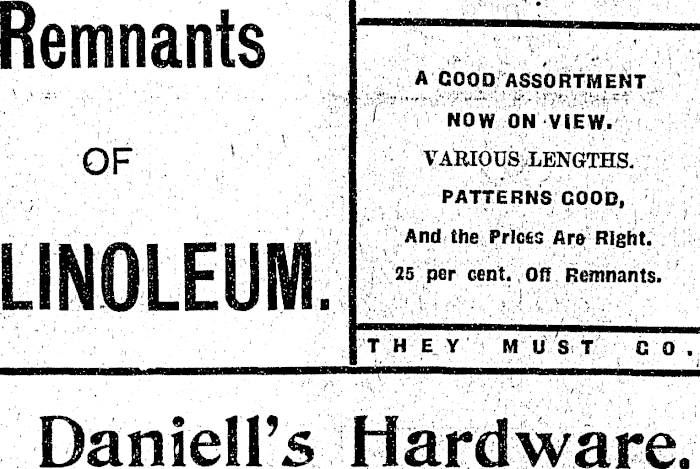 Remnants
OF
LINOLEUM.
A GOOD ASSORTMENT
NOW ON VIEW.
VARIOUS LENGTHS.
PATTERNS GOOD,
And the Prices Are Right.
25 per cent. Off Remnants.
THEY MUST GO.
Daniell's Hardware.